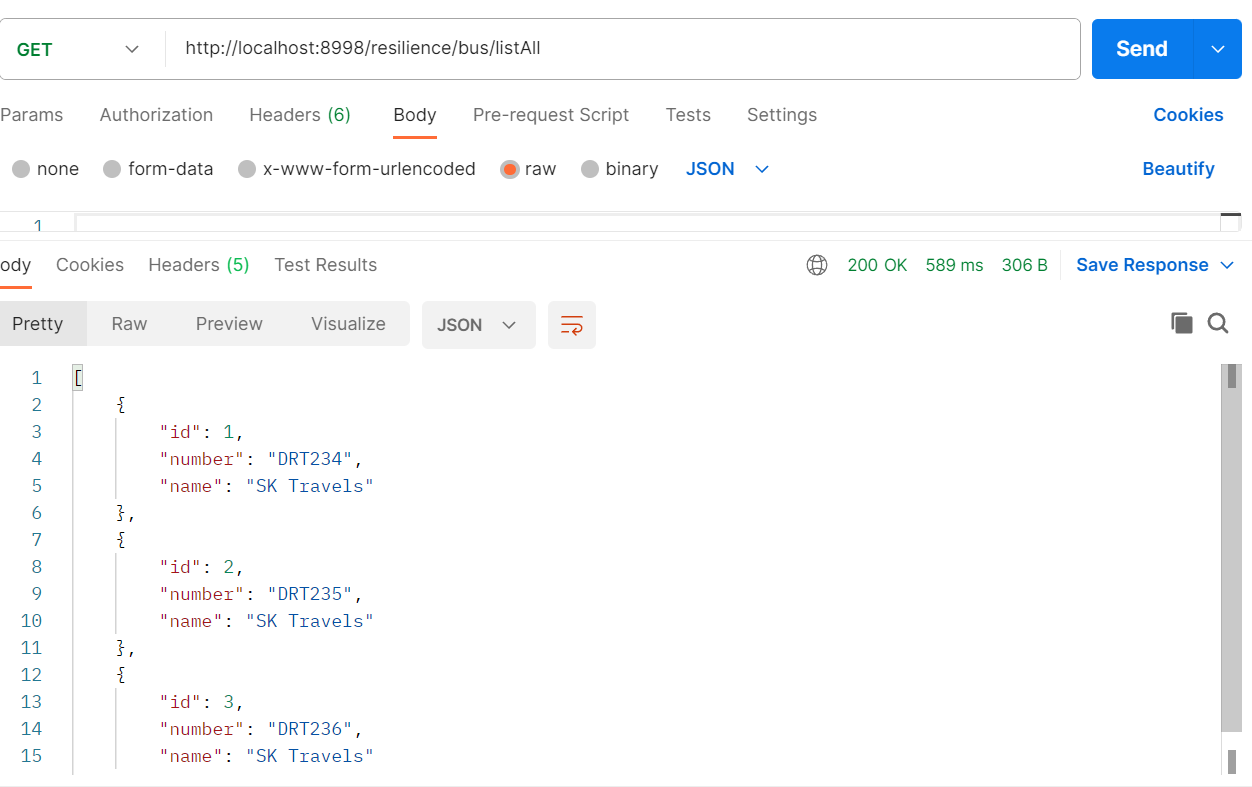 GET http://localhost:8998/resilience/bus/listAll Send
Params Authorization Headers (6) Body Pre-request Script Tests Settings Cookies
none form-data x-www-form-urlencoded raw binary JSON Beautify
1
ody Cookies Headers (5) Test Results 200 OK 589 ms 306 B Save Response
Pretty Raw Preview Visualize JSON
1 [
2 {
3 "id": 1,
4 "number": "DRT234",
5 "name": "SK Travels"
6 },
7 {
8 "id": 2,
9 "number": "DRT235",
10 "name": "SK Travels"
11 },
12 {
13 "id": 3,
14 "number": "DRT236",
15 "name": "SK Travels"